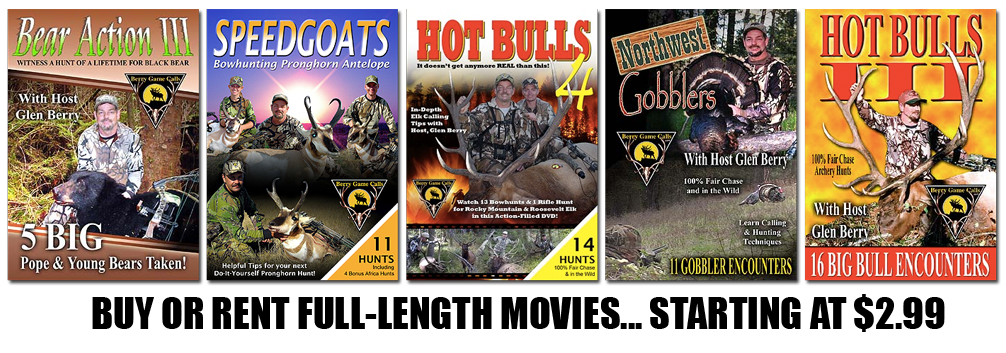 Bear Action III
WITNESS A HUNT OF A LIFETIME FOR BLACK BEAR
Berry Game Calls
With Host
Glen Berry
5 BIG
Pope & Young Bears Taken!
SPEEDGOATS
Bowhunting Pronghorn Antelope
Berry Game Calls
11
HUNTS
Including
4 Bonus Africa Hunts
Helpful Tips for your next
Do-It-Yourself Pronghorn Hunt!
HOT BULLS
4
It doesn't get anymore REAL than this!
In-Depth
Elk Calling
Tips with
Host, Glen Berry
Berry Game Calls
Watch 13 Bowhunts & 1 Rifle Hunt
for Rocky Mountain & Roosevelt Elk
in this Action-Filled DVD!
14
HUNTS
100% Fair Chase
& in the Wild
Northwest
Gobblers
Berry Game Calls
With Host Glen Berry
100% Fair Chase
and in the Wild
Learn Calling
& Hunting
Techniques
11 GOBBLER ENCOUNTERS
HOT BULLS
III
100% Fair Chase
Archery Hunts
Berry Game Calls
With Host
Glen Berry
16 BIG BULL ENCOUNTERS
BUY OR RENT FULL-LENGTH MOVIES... STARTING AT $2.99